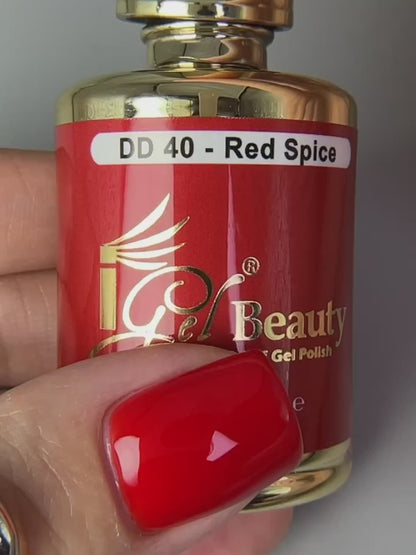 DD 40 - Red Spice
iGel® Beauty
Gel Polish
e